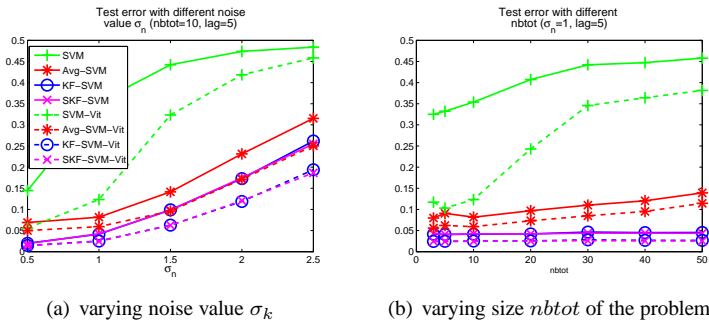 Test error with different noise
value σn (nbtot=10, lag=5)
0.5
0.45
0.4
0.35
0.3
0.25
0.2
0.15
0.1
0.05
0
0.5
1
1.5
2
2.5
σn
SVM
Avg−SVM
KF−SVM
SKF−SVM
SVM−Vit
Avg−SVM−Vit
KF−SVM−Vit
SKF−SVM−Vit
(a) varying noise value σk
Test error with different
nbtot (σn=1, lag=5)
0.5
0.45
0.4
0.35
0.3
0.25
0.2
0.15
0.1
0.05
0
0
10
20
30
40
50
nbtot
(b) varying size nbtot of the problem